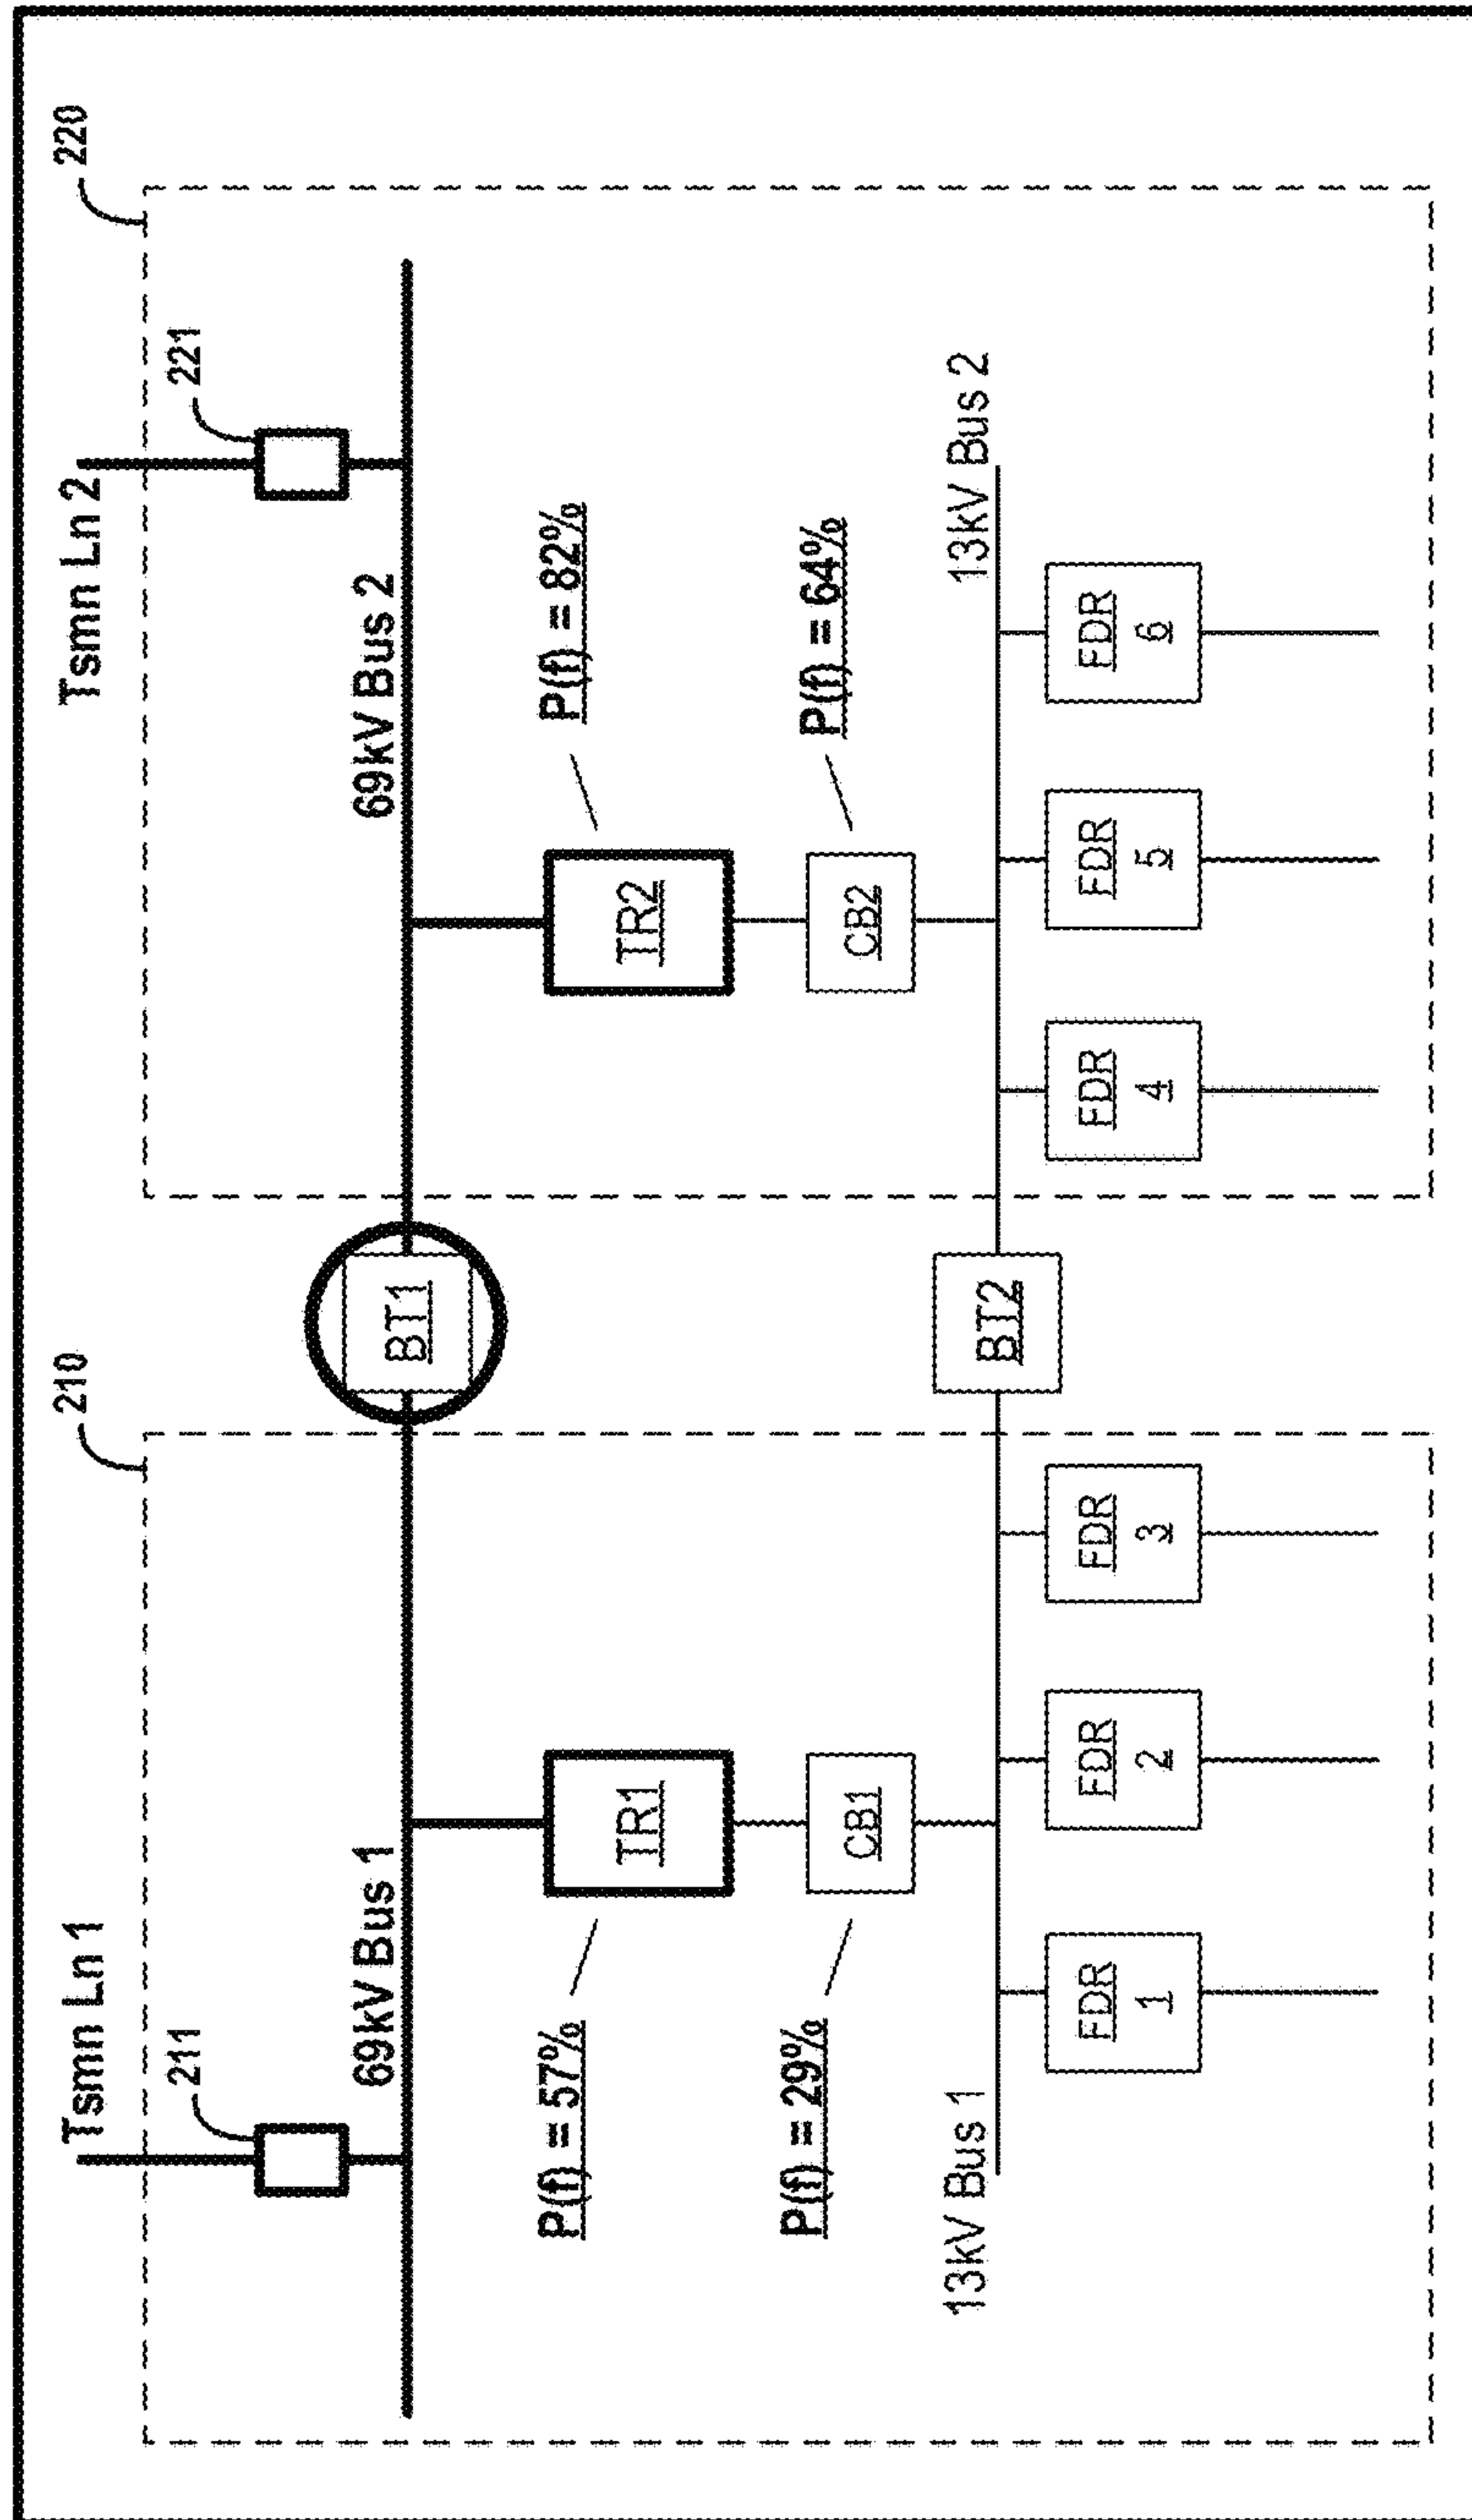 Tsmn Ln 1
210
Tsmn Ln 2
220
211
221
69kV Bus 1
BT1
69kV Bus 2
P(f) = 57%
TR1
TR2
P(f) = 82%
P(f) = 29%
CB1
CB2
P(f) = 64%
13kV Bus 1
BT2
13kV Bus 2
FDR
1
FDR
2
FDR
3
FDR
4
FDR
5
FDR
6